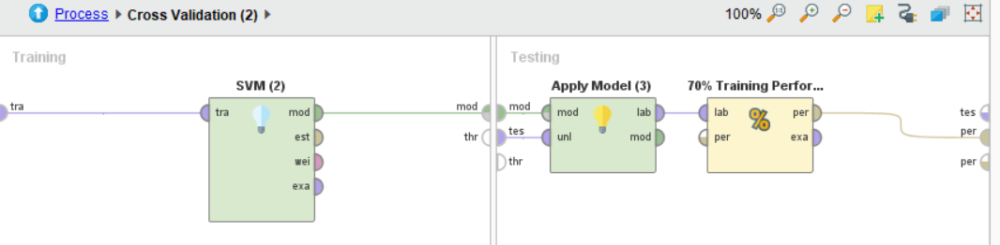 Process Cross Validation (2) 100%
Training
Testing
SVM (2)
Apply Model (3)
70% Training Perfor...
tra
tra
mod
est
wei
exa
mod
thr
mod
tes
thr
mod
unl
lab
mod
lab
per
per
exa
tes
per
per